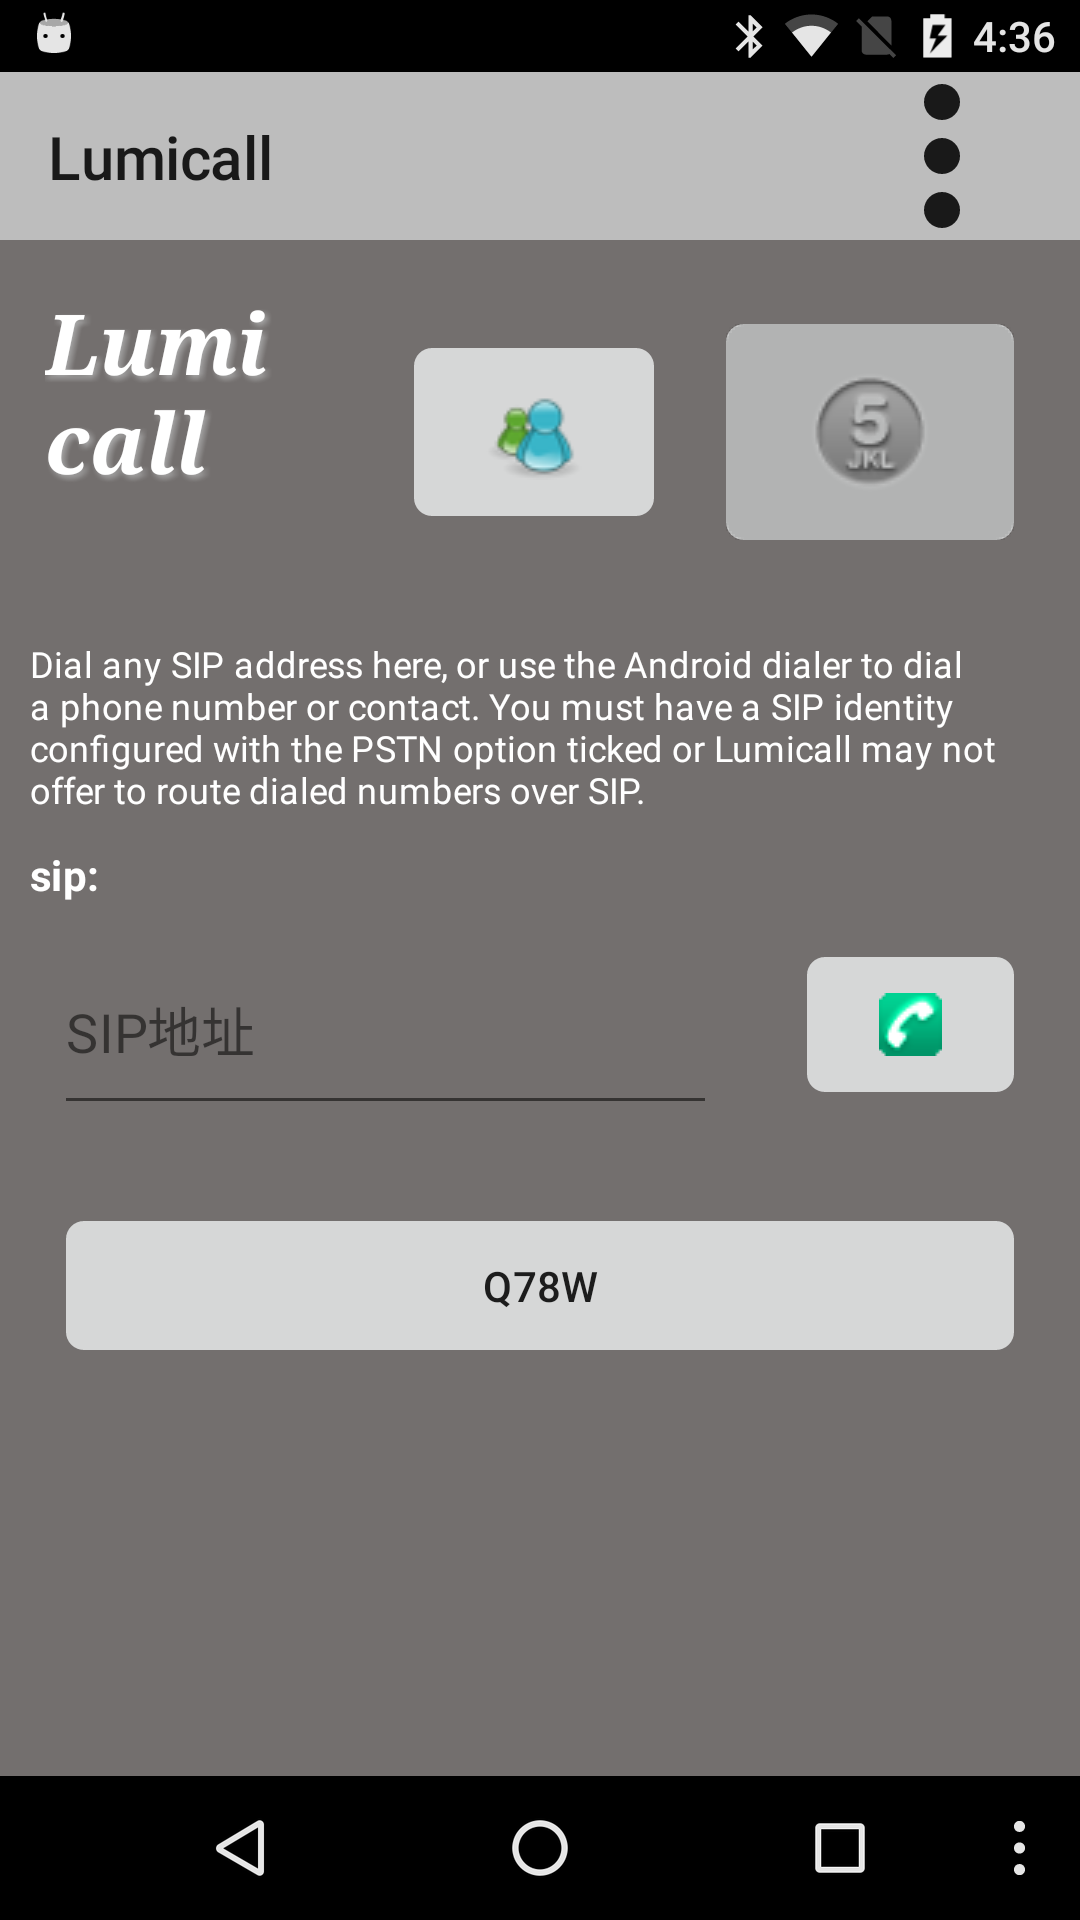 4:36
Lumicall
Lumi
call
5
JKL
Dial any SIP address here, or use the Android dialer to dial
a phone number or contact. You must have a SIP identity
configured with the PSTN option ticked or Lumicall may not
offer to route dialed numbers over SIP.
sip:
SIP地址
Q78W